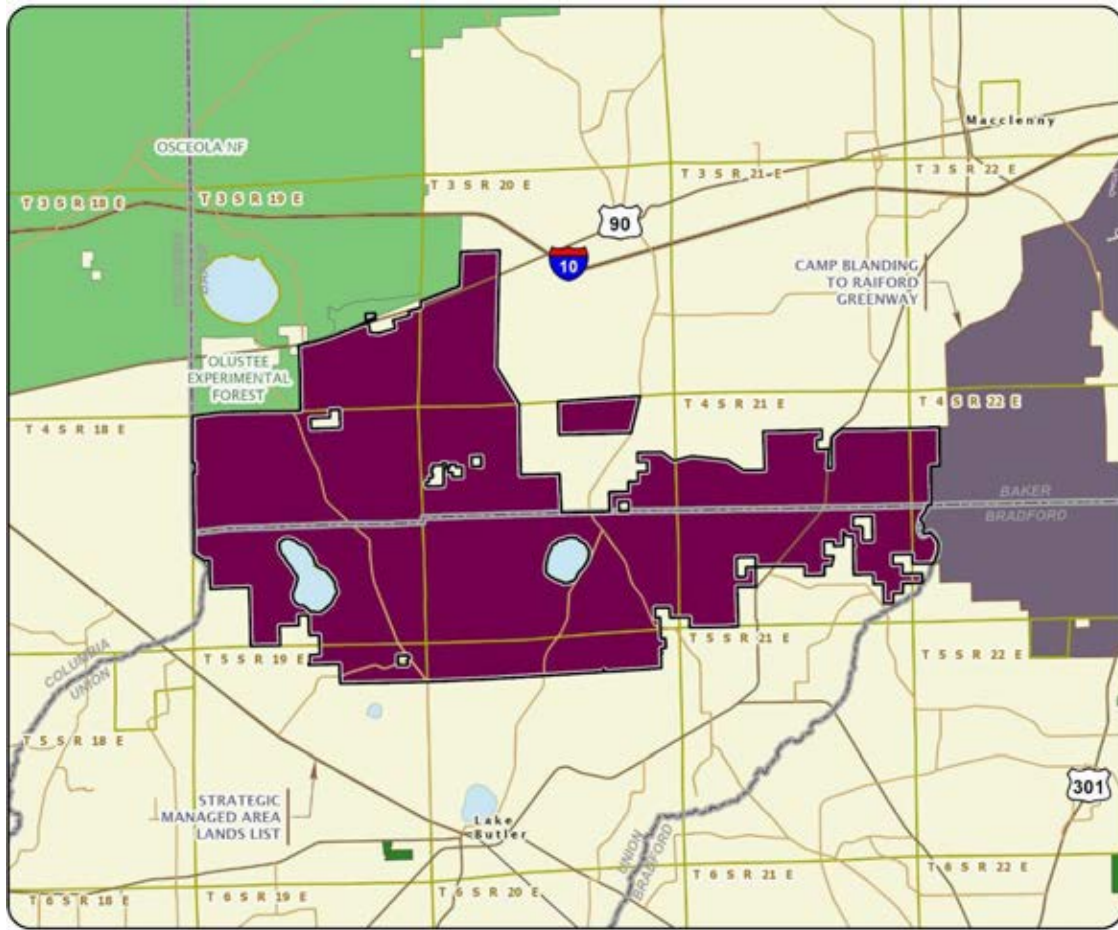 Macclenny
OSCEOLA NF
T 3 S R 18 E
T 3 S R 19 E
T 3 S R 20 E
T 3 S R 21 E
T 3 S R 22 E
90
10
CAMP BLANDING
TO RAIFORD
GREENWAY
OLUSTEE
EXPERIMENTAL
FOREST
T 4 S R 18 E
T 4 S R 21 E
T 4 S R 22 E
BAKER
BRADFORD
COLUMBIA
UNION
T 5 S R 19 E
T 5 S R 21 E
T 5 S R 22 E
T 5 S R 18 E
STRATEGIC
MANAGED AREA
LANDS LIST
Lake
Butler
301
UNION
BRADFORD
T 6 S R 18 E
T 6 S R 19 E
T 6 S R 20 E
T 6 S R 21 E
T 6 S R 22 E